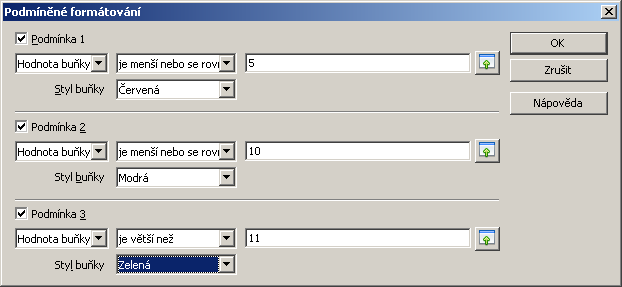 Podmíněné formátování
Podmínka 1
Hodnota buňky je menší nebo se rovn 5
Styl buňky Červená
Podmínka 2
Hodnota buňky je menší nebo se rovn 10
Styl buňky Modrá
Podmínka 3
Hodnota buňky je větší než 11
Styl buňky Zelená
OK
Zrušit
Nápověda